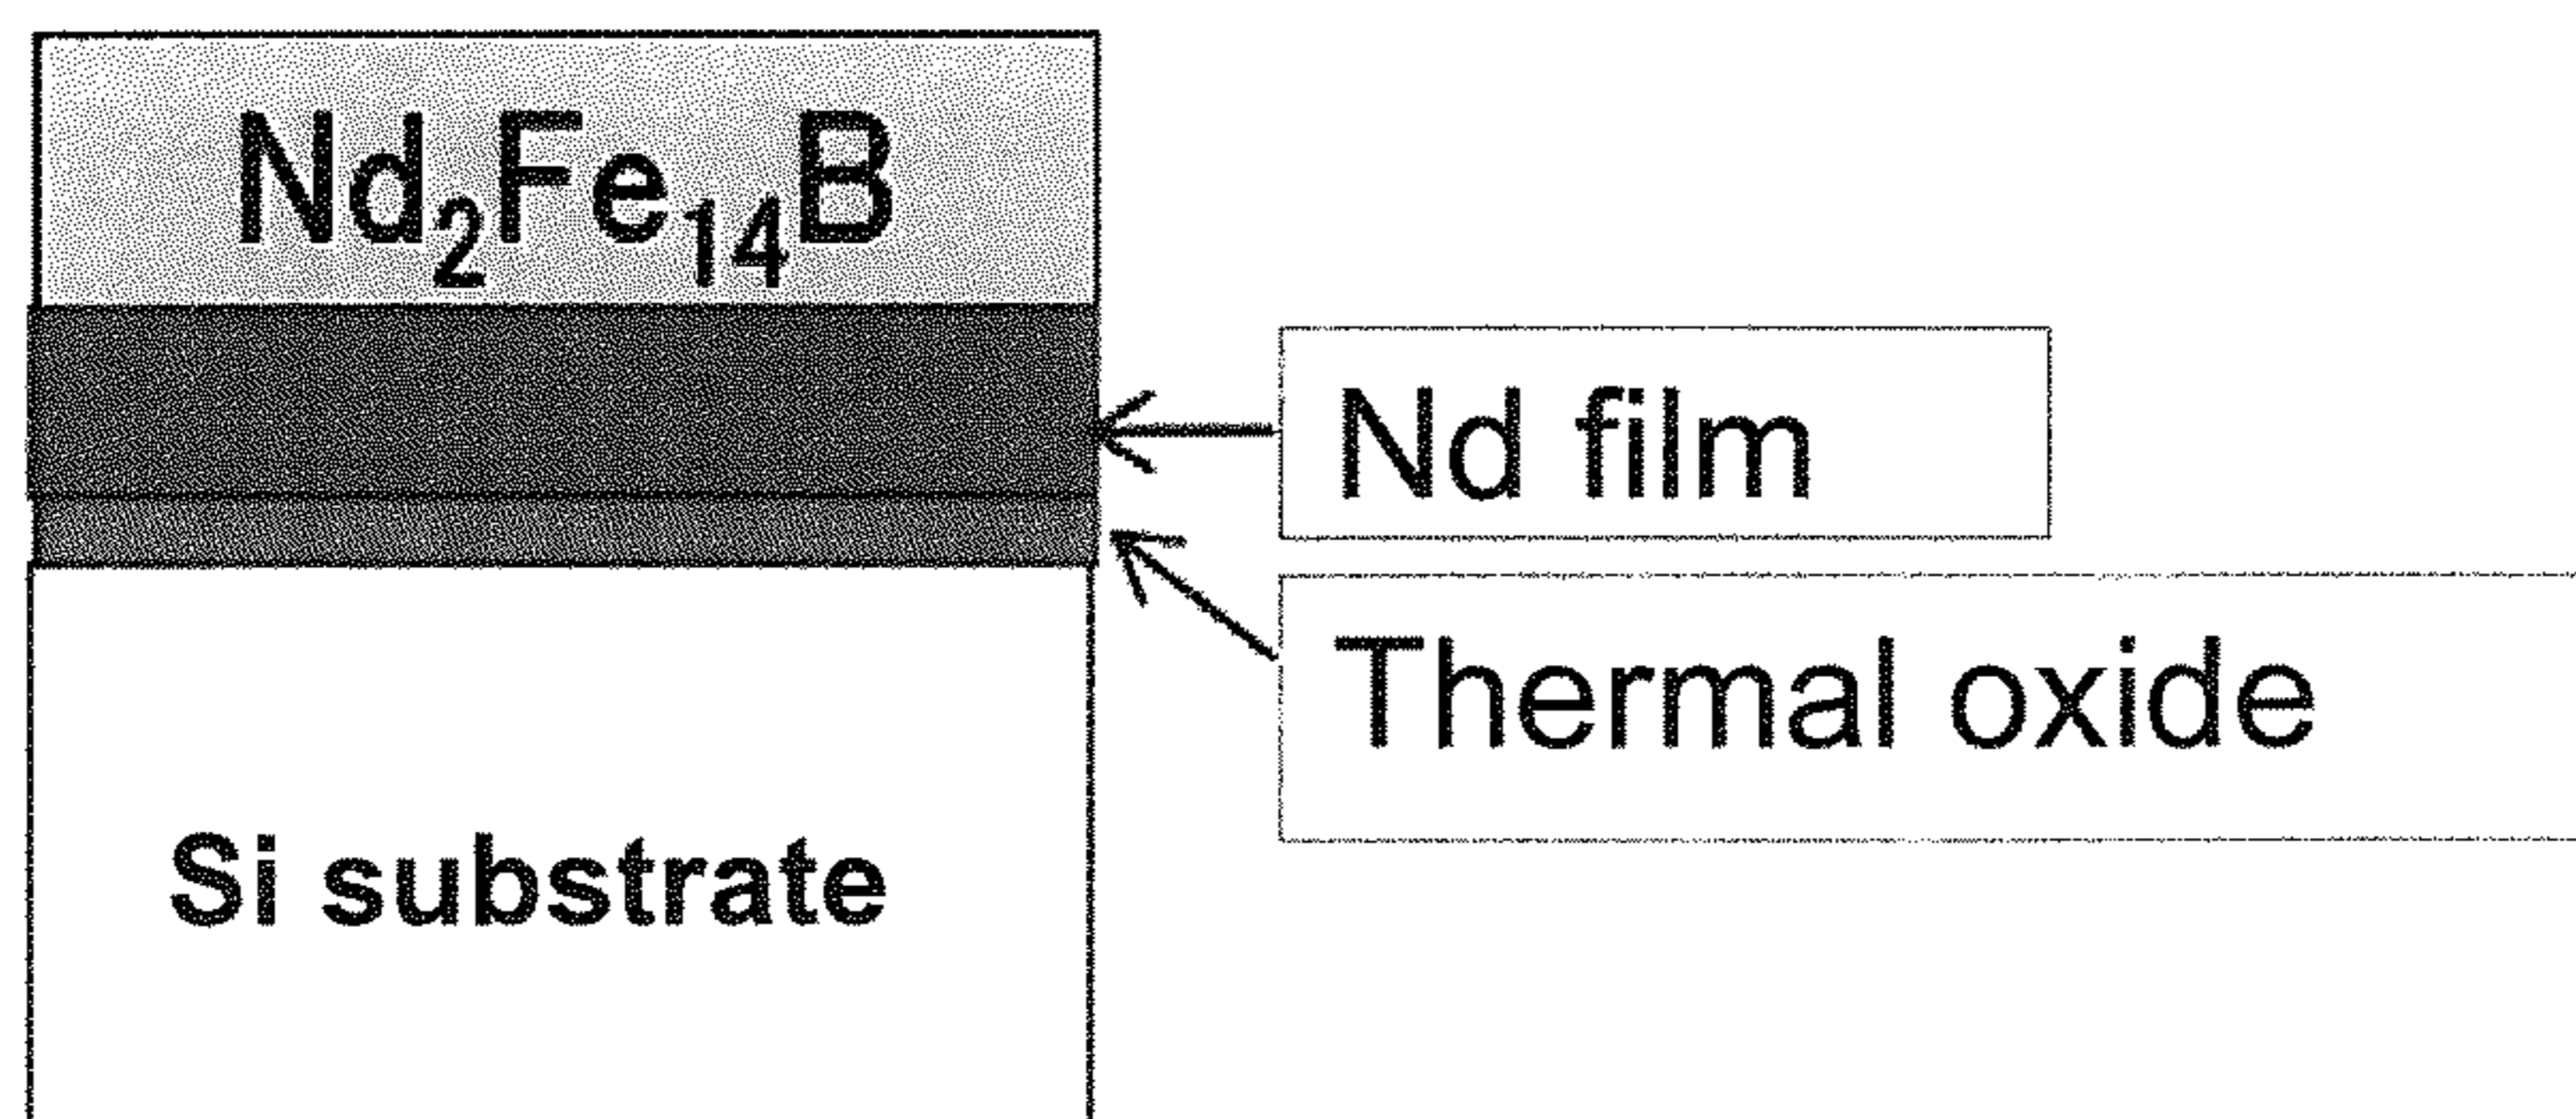 Nd₂Fe₁₄B
Nd film
Thermal oxide
Si substrate